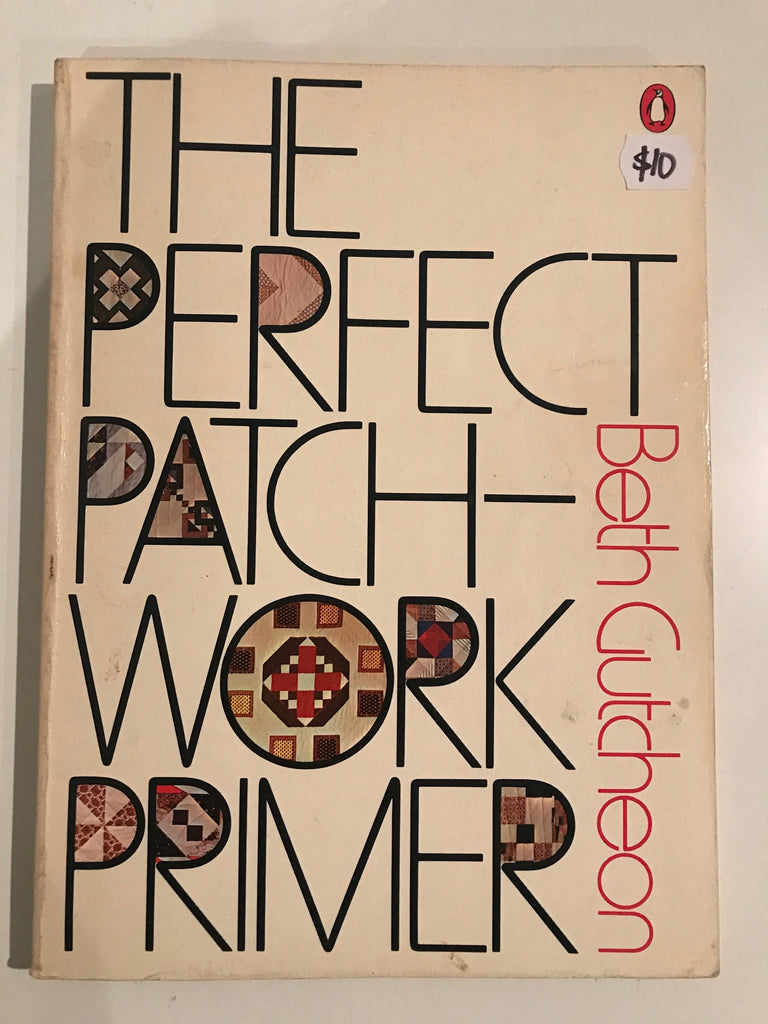 THE
$10
PERFECT
PATCH-
WORK
PRIMER
Beth Gutcheon